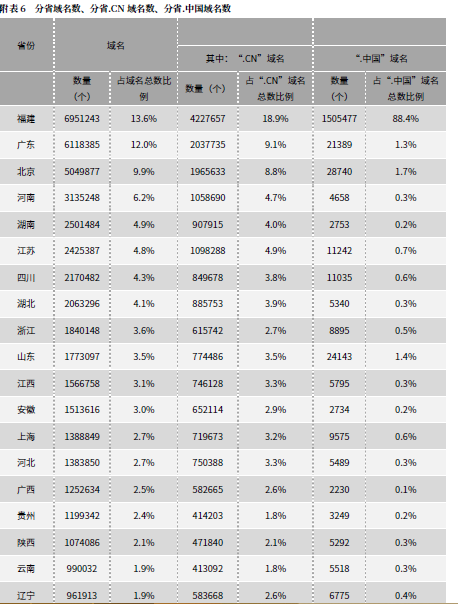 附表 6 分省域名数、分省.CN 域名数、分省.中国域名数
省份 域名
其中：“.CN”域名 “.中国”域名
数量（个） 占域名总数比例 数量（个） 占“.CN”域名总数比例 数量（个） 占“.中国”域名总数比例
福建 6951243 13.6% 4227657 18.9% 1505477 88.4%
广东 6118385 12.0% 2037735 9.1% 21389 1.3%
北京 5049877 9.9% 1965633 8.8% 28740 1.7%
河南 3135248 6.2% 1058690 4.7% 4658 0.3%
湖南 2501484 4.9% 907915 4.0% 2753 0.2%
江苏 2425387 4.8% 1098288 4.9% 11242 0.7%
四川 2170482 4.3% 849678 3.8% 11035 0.6%
湖北 2063296 4.1% 885753 3.9% 5340 0.3%
浙江 1840148 3.6% 615742 2.7% 8895 0.5%
山东 1773097 3.5% 774486 3.5% 24143 1.4%
江西 1566758 3.1% 746128 3.3% 5795 0.3%
安徽 1513616 3.0% 652114 2.9% 2734 0.2%
上海 1388849 2.7% 719673 3.2% 9575 0.6%
河北 1383850 2.7% 750388 3.3% 5489 0.3%
广西 1252634 2.5% 582665 2.6% 2230 0.1%
贵州 1199342 2.4% 414203 1.8% 3249 0.2%
陕西 1074086 2.1% 471840 2.1% 5292 0.3%
云南 990032 1.9% 413092 1.8% 5518 0.3%
辽宁 961913 1.9% 583668 2.6% 6775 0.4%